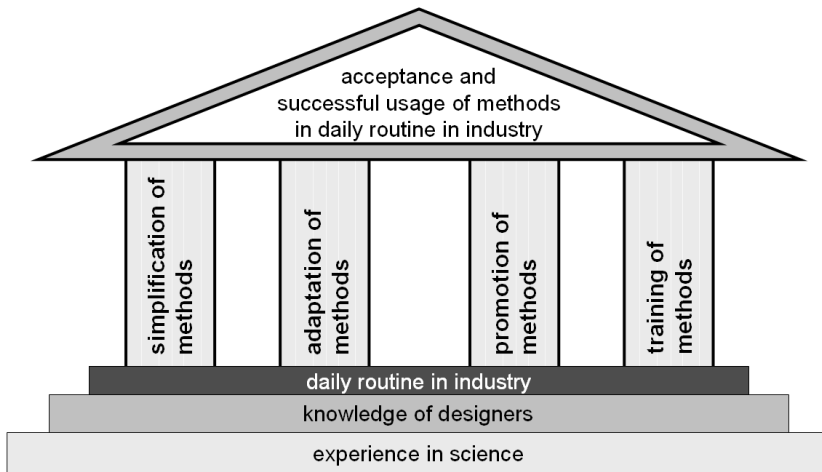 acceptance and
successful usage of methods
in daily routine in industry
simplification of
methods
adaptation of
methods
promotion of
methods
training of
methods
daily routine in industry
knowledge of designers
experience in science